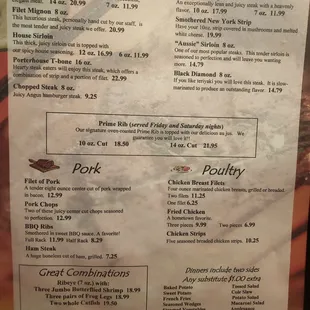 14 oz. 20.99
7 oz. 11.99
Filet Mignon 8 oz.
This luxurious steak, personally hand cut by our staff, is
the most tender and juicy steak we offer. 20.99
House Sirloin
This thick, juicy sirloin cut is topped with
our spicy house seasoning. 12 oz. 16.99 6 oz. 11.99
Porterhouse T-bone 16 oz.
Hearty steak eaters will enjoy this steak, which offers a
combination of strip and a portion of filet. 22.99
Chopped Steak 8 oz.
Juicy Angus hamburger steak. 9.25
An exceptionally lean and juicy steak with a heavenly
flavor. 10 oz. 17.99 7 oz. 11.99
Smothered New York Strip
Have your 10oz. strip covered in mushrooms and melted
white cheese. 19.99
"Aussie" Sirloin 8 oz.
One of our most popular steaks. This tender sirloin is
seasoned to perfection and will leave you wanting
more. 14.79
Black Diamond 8 oz.
If you like teriyaki you will love this steak. It is slow
marinated to produce an outstanding flavor. 14.79
Prime Rib (served Friday and Saturday nights)
Our signature oven-roasted Prime Rib is topped with our delicious au jus. We
guarantee you will love it!!
10 oz. Cut 18.50 14 oz. Cut 21.95
Pork
Filet of Pork
A tender eight ounce center cut of pork wrapped
in bacon. 12.99
Pork Chops
Two of these juicy center cut chops seasoned
to perfection. 12.99
BBQ Ribs
Smothered in sweet BBQ sauce. A favorite!
Full Rack 11.99 Half Rack 8.29
Ham Steak
A huge boneless cut of ham, grilled. 7.25
Poultry
Chicken Breast Filets
Four ounce marinated chicken breasts, grilled or breaded
Two filets 11.25
One filet 6.25
Fried Chicken
A hometown favorite.
Three pieces 8.99 Two pieces 6.99
Chicken Strips
Five seasoned breaded chicken strips. 10.25
Great Combinations
Ribeye (7 oz.) with:
Three Jumbo Butterflied Shrimp 18.99
Three pairs of Frog Legs 18.99
Two whole Catfish 19.50
Dinners include two sides
Any substitute $1.00 extra
Baked Potato
Sweet Potato
French Fries
Seasoned Wedges
Tossed Salad
Cole Slaw
Potato Salad
Macaroni Salad